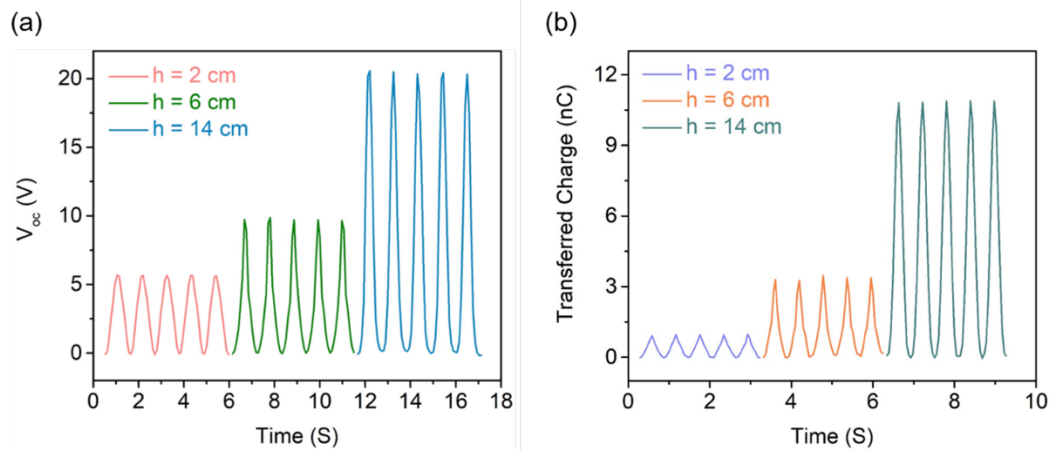 (a)
h = 2 cm
h = 6 cm
h = 14 cm
20
15
10
5
0
Voc (V)
0 2 4 6 8 10 12 14 16 18
Time (S)
(b)
h = 2 cm
h = 6 cm
h = 14 cm
12
9
6
3
0
Transferred Charge (nC)
0 2 4 6 8 10
Time (S)